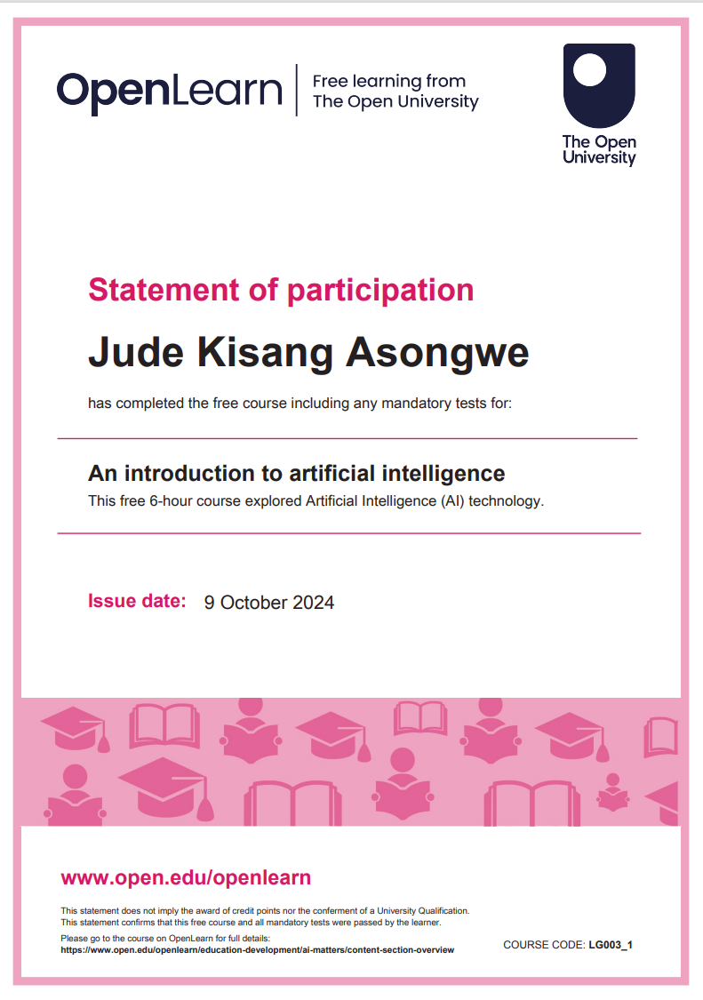 OpenLearn
Free learning from
The Open University
The Open
University
Statement of participation
Jude Kisang Asongwe
has completed the free course including any mandatory tests for:
An introduction to artificial intelligence
This free 6-hour course explored Artificial Intelligence (AI) technology.
Issue date: 9 October 2024
www.open.edu/openlearn
This statement does not imply the award of credit points nor the conferment of a University Qualification.
This statement confirms that this free course and all mandatory tests were passed by the learner.
Please go to the course on OpenLearn for full details:
https://www.open.edu/openlearn/education-development/ai-matters/content-section-overview
COURSE CODE: LG003_1